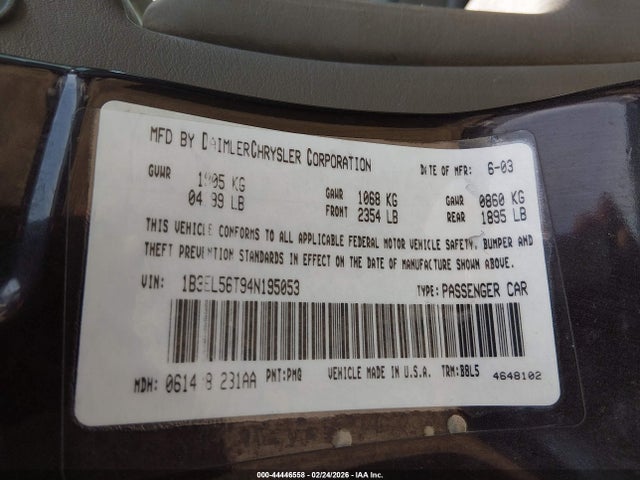 MFD BY DAIMLERCHRYSLER CORPORATION DATE OF MFR: 6-03
GVWR 1905 KG GAWR 1068 KG GAWR 0860 KG
04199 LB FRONT 2354 LB REAR 1895 LB
THIS VEHICLE CONFORMS TO ALL APPLICABLE FEDERAL MOTOR VEHICLE SAFETY, BUMPER AND
THEFT PREVENTION STANDARDS IN EFFECT ON THE DATE OF MANUFACTURE SHOWN ABOVE.
VIN: 1B3EL56T94N195053 TYPE: PASSENGER CAR
MDH: 0614 8 231AA PNT: PMQ VEHICLE MADE IN U.S.A. TRM: B8L5 4648102
000-44446558 - 02/24/2026 - IAA Inc.